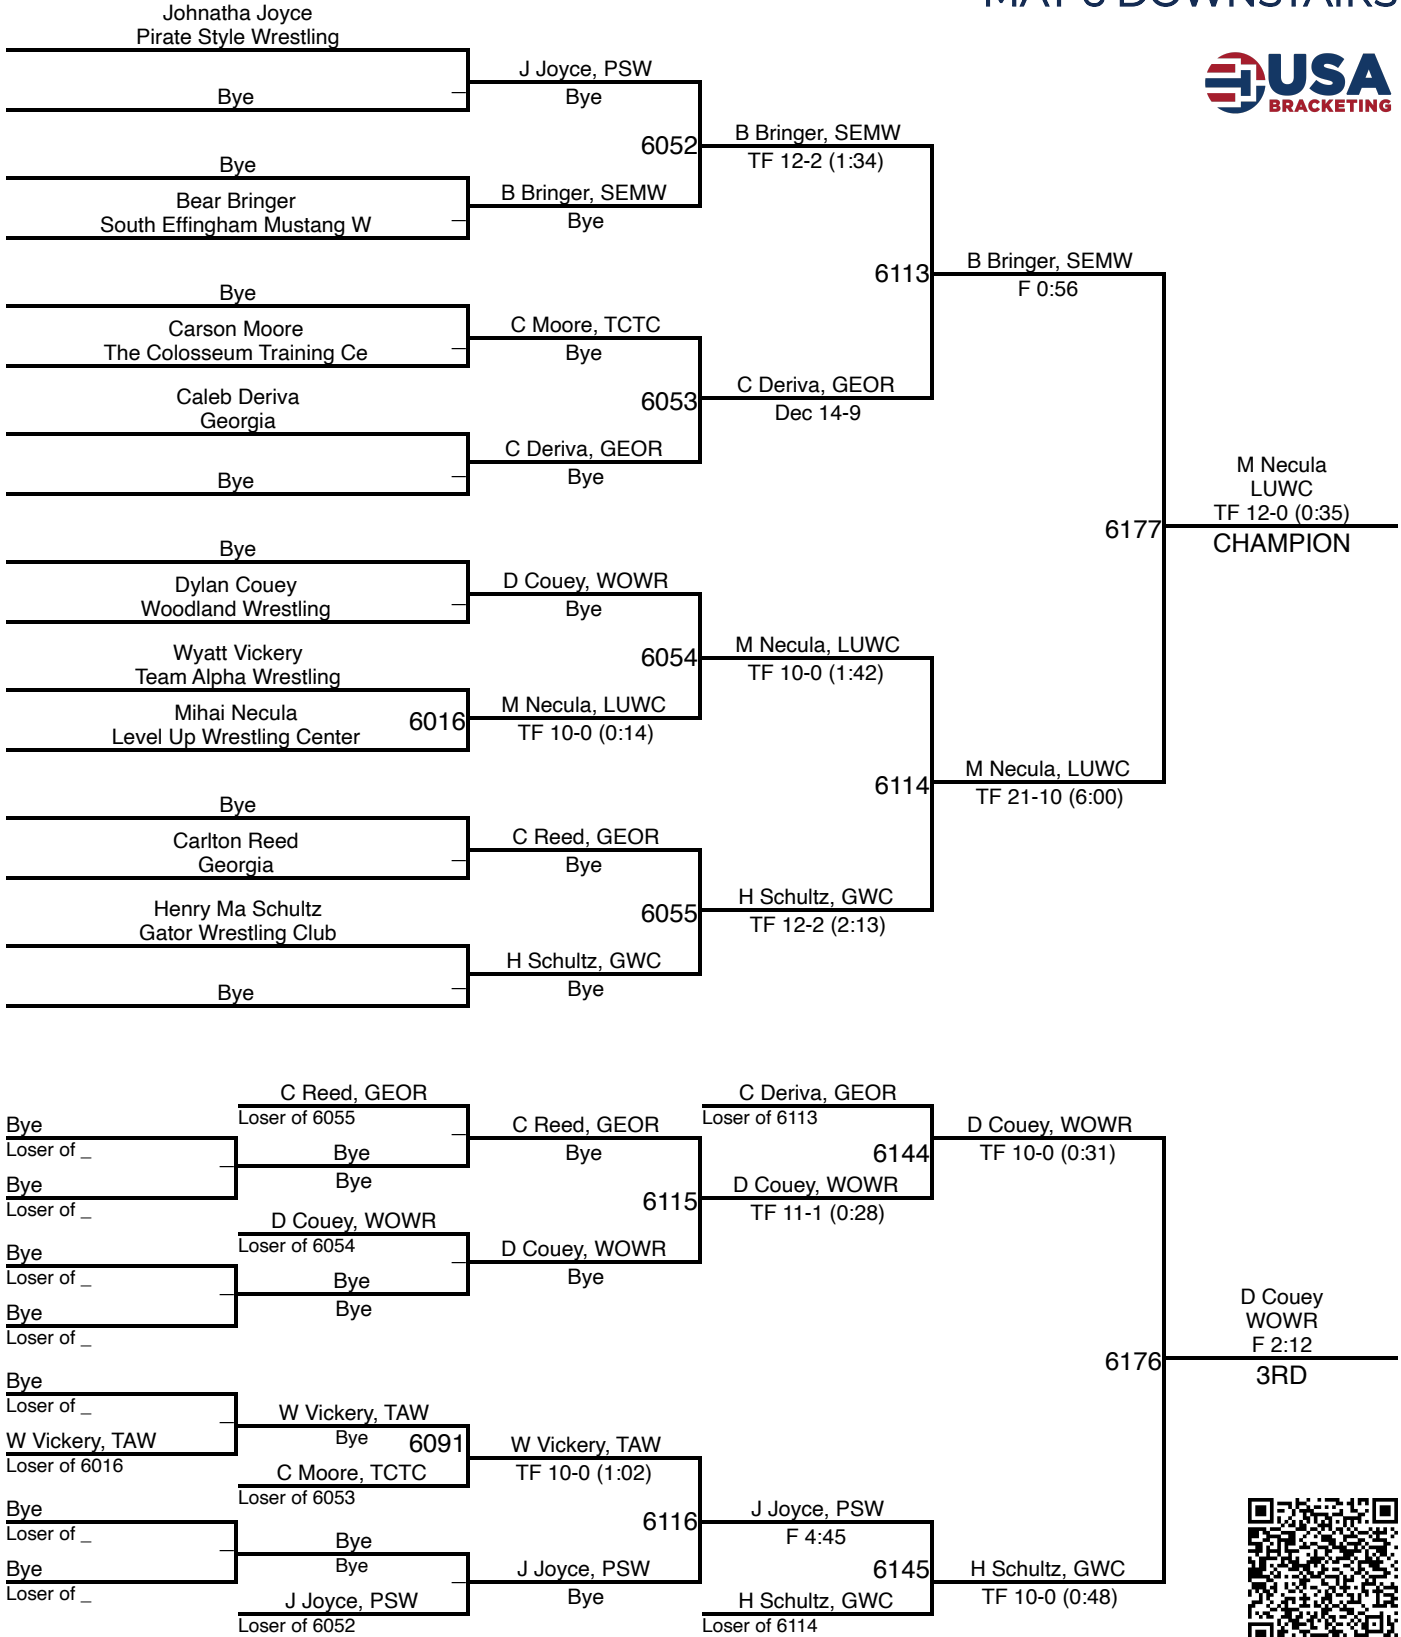 Johnatha Joyce
Pirate Style Wrestling
Bye
J Joyce, PSW
Bye
USA
BRACKETING
6052
B Bringer, SEMW
TF 12-2 (1:34)
Bye
Bear Bringer
South Effingham Mustang W
B Bringer, SEMW
Bye
6113
B Bringer, SEMW
F 0:56
Bye
Carson Moore
The Colosseum Training Ce
C Moore, TCTC
Bye
6053
C Deriva, GEOR
Dec 14-9
Caleb Deriva
Georgia
Bye
C Deriva, GEOR
Bye
6177
M Necula
LUWC
TF 12-0 (0:35)
CHAMPION
Bye
Dylan Couey
Woodland Wrestling
D Couey, WOWR
Bye
6054
M Necula, LUWC
TF 10-0 (1:42)
Wyatt Vickery
Team Alpha Wrestling
Mihai Necula
Level Up Wrestling Center
6016
M Necula, LUWC
TF 10-0 (0:14)
6114
M Necula, LUWC
TF 21-10 (6:00)
Bye
Carlton Reed
Georgia
C Reed, GEOR
Bye
6055
H Schultz, GWC
TF 12-2 (2:13)
Henry Ma Schultz
Gator Wrestling Club
Bye
H Schultz, GWC
Bye
Bye
Loser of _
Bye
Loser of _
C Reed, GEOR
Loser of 6055
Bye
Bye
C Reed, GEOR
Bye
C Deriva, GEOR
Loser of 6113
6144
D Couey, WOWR
TF 10-0 (0:31)
6115
D Couey, WOWR
TF 11-1 (0:28)
Bye
Loser of _
Bye
Loser of _
D Couey, WOWR
Loser of 6054
Bye
Bye
D Couey, WOWR
Bye
6176
D Couey
WOWR
F 2:12
3RD
Bye
Loser of _
W Vickery, TAW
Loser of 6016
W Vickery, TAW
Bye
6091
C Moore, TCTC
Loser of 6053
W Vickery, TAW
TF 10-0 (1:02)
6116
J Joyce, PSW
F 4:45
Bye
Loser of _
Bye
Loser of _
Bye
Bye
J Joyce, PSW
Loser of 6052
J Joyce, PSW
Bye
6145
H Schultz, GWC
Loser of 6114
H Schultz, GWC
TF 10-0 (0:48)